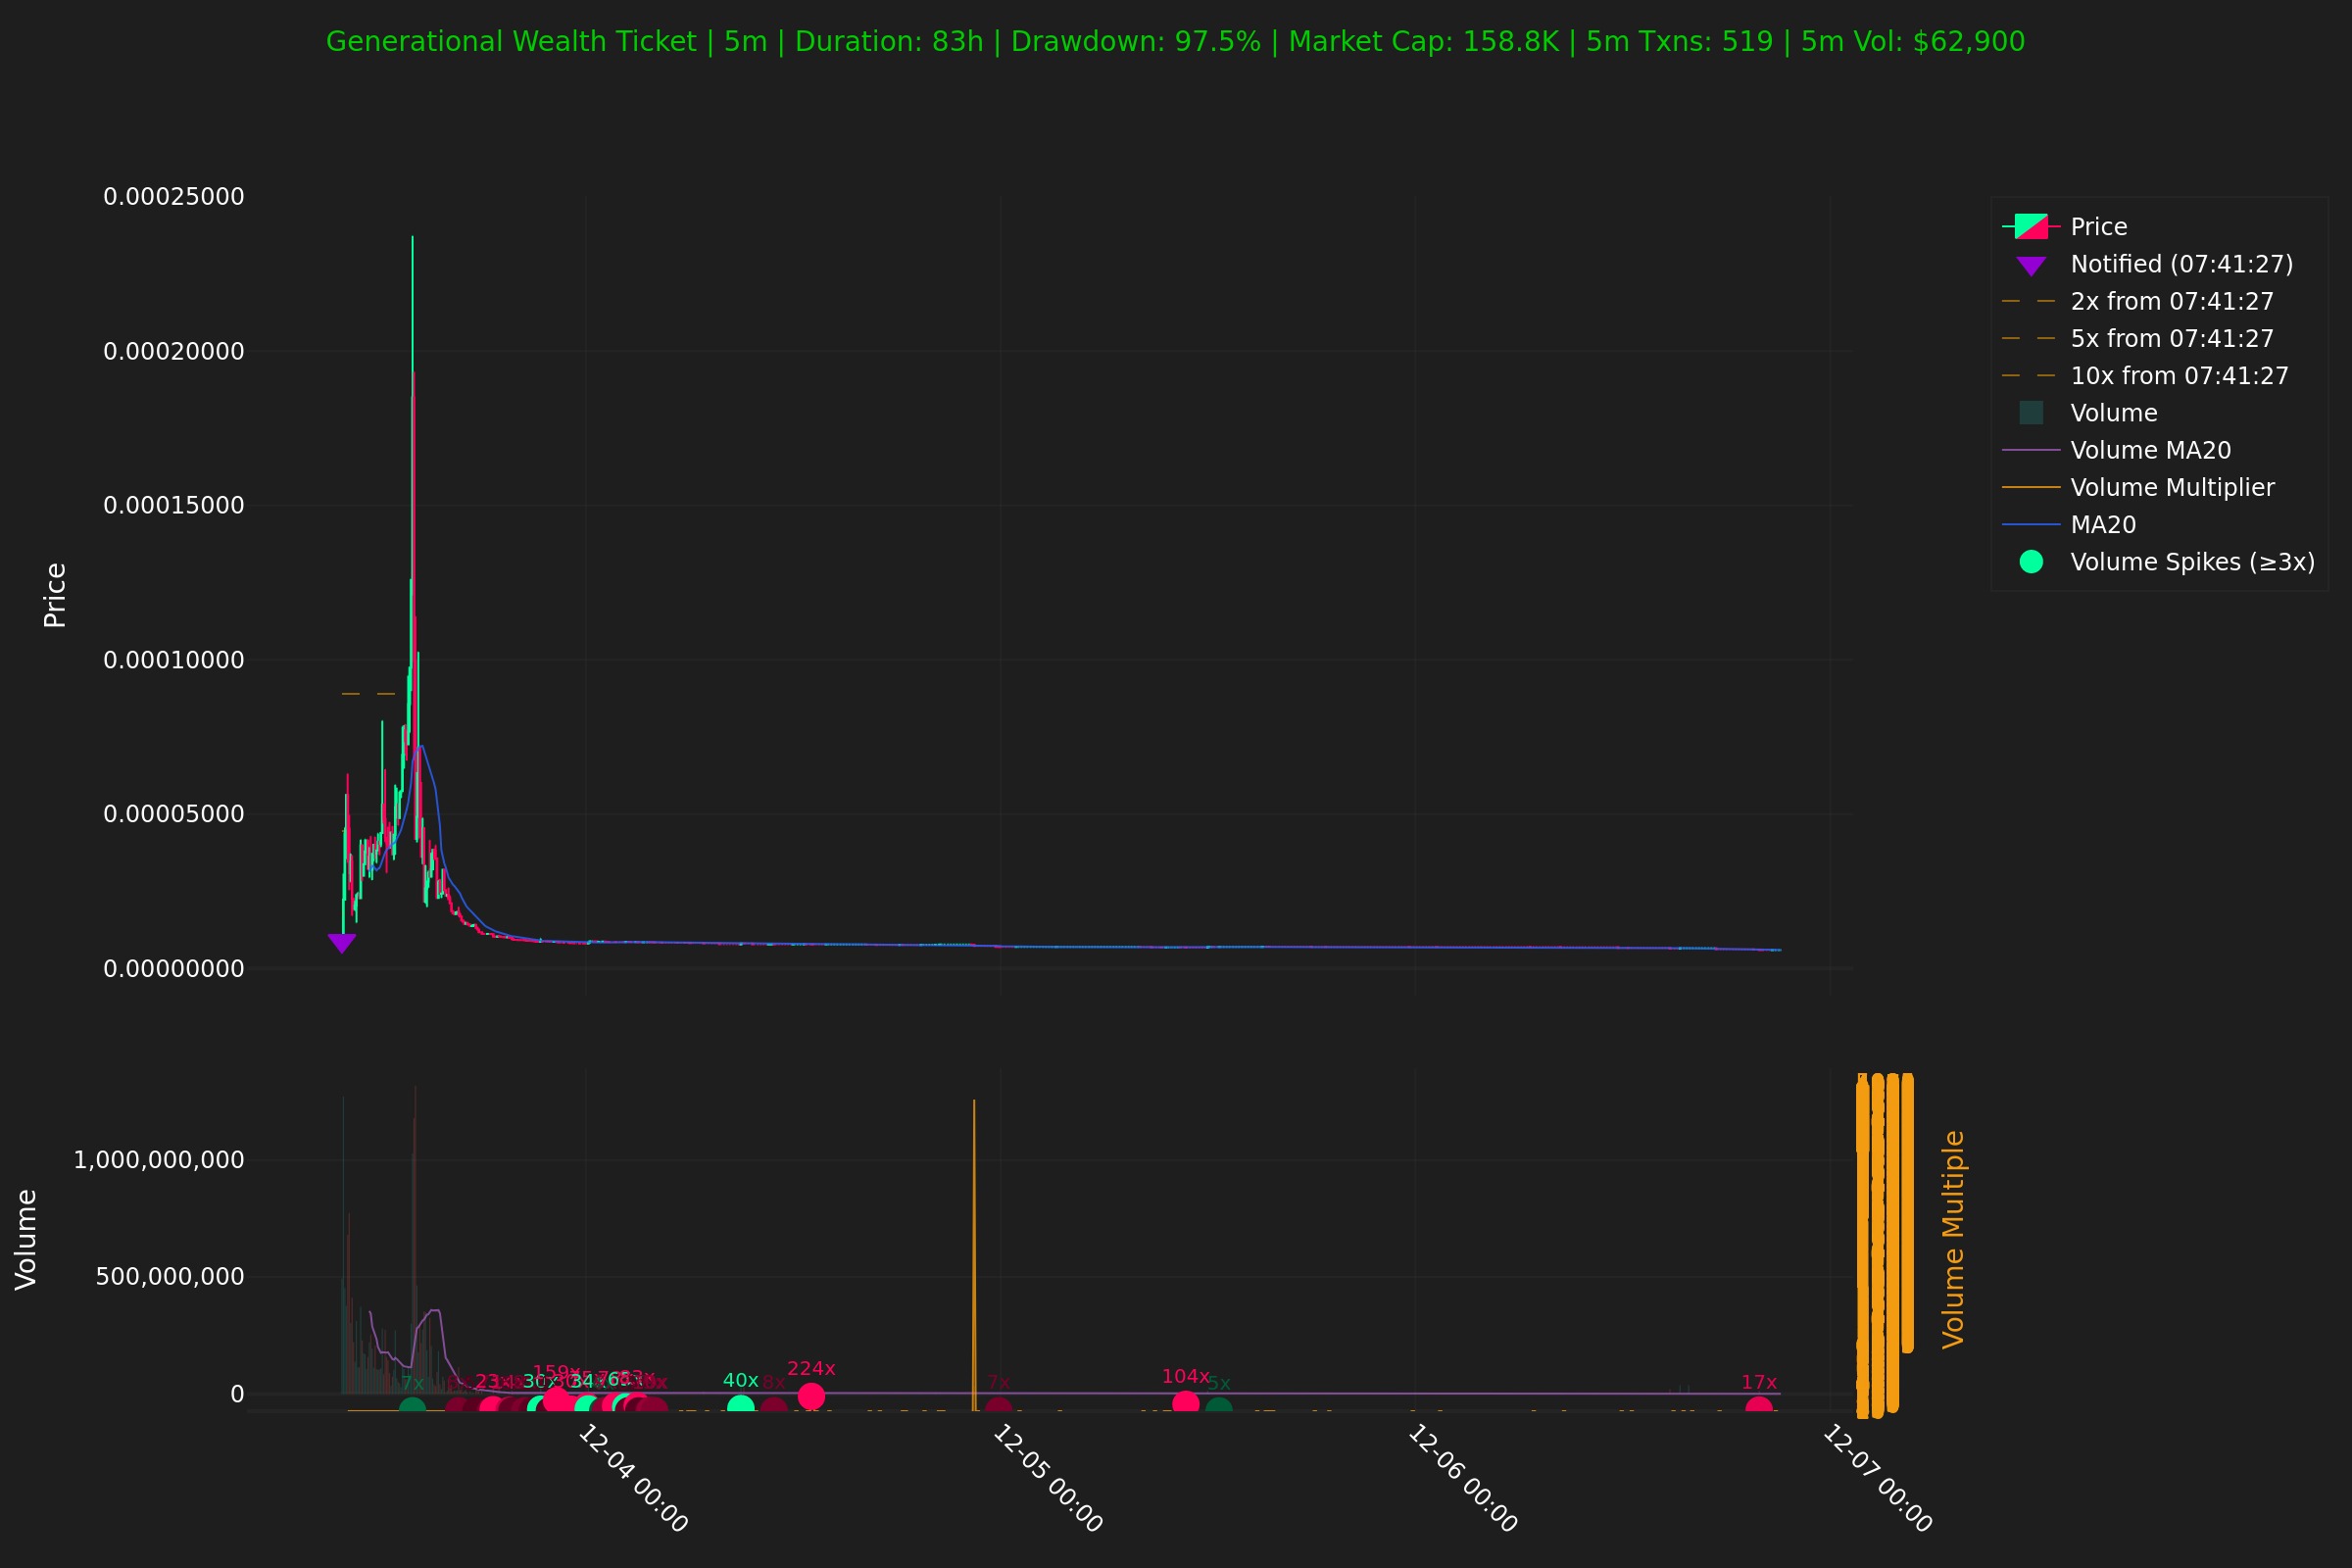 Generational Wealth Ticket | 5m | Duration: 83h | Drawdown: 97.5% | Market Cap: 158.8K | 5m Txns: 519 | 5m Vol: $62,900
0.00025000
0.00020000
0.00015000
0.00010000
0.00005000
0.00000000
Price
Price
Notified (07:41:27)
2x from 07:41:27
5x from 07:41:27
10x from 07:41:27
Volume
Volume MA20
Volume Multiplier
MA20
Volume Spikes (≥3x)
1,000,000,000
500,000,000
0
Volume
7x
159x
40x
8x
224x
7x
104x
5x
17x
Volume Multiple
12-04 00:00
12-05 00:00
12-06 00:00
12-07 00:00